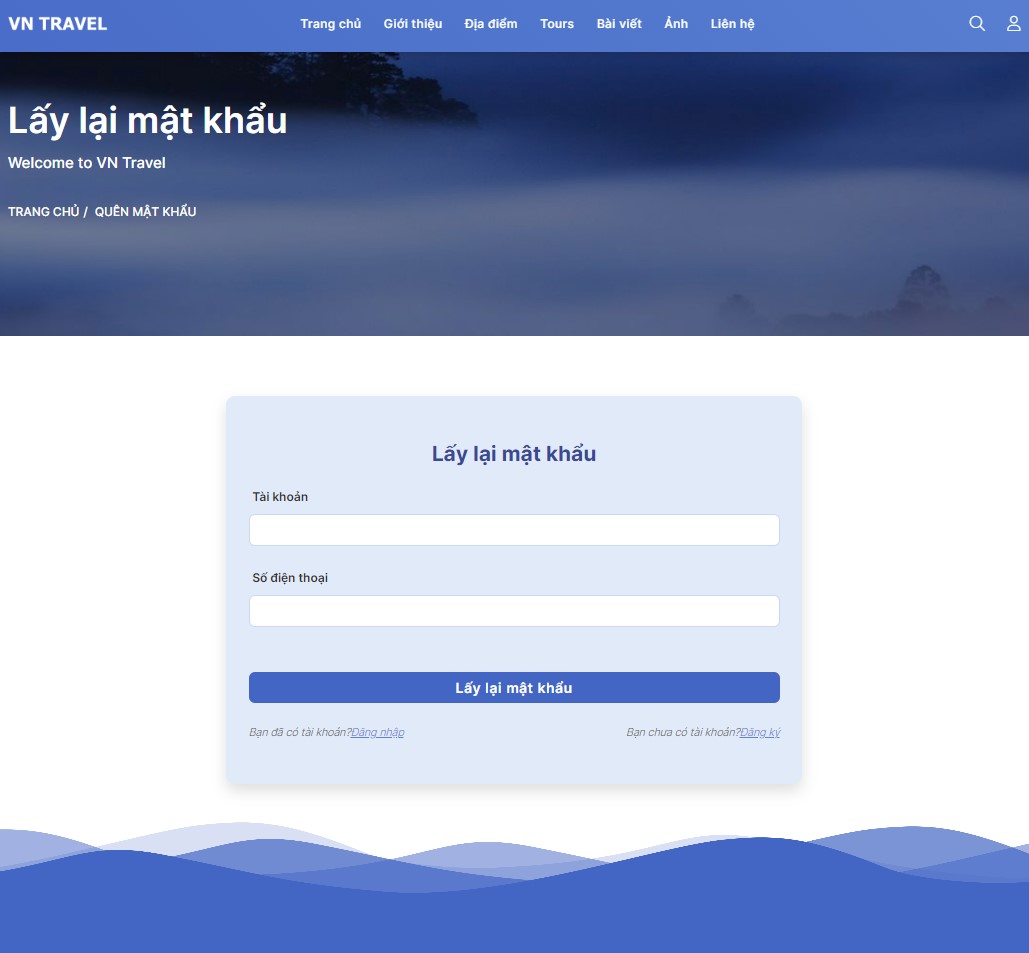 VN TRAVEL Trang chủ Giới thiệu Địa điểm Tours Bài viết Ảnh Liên hệ
Lấy lại mật khẩu
Welcome to VN Travel
TRANG CHỦ / QUÊN MẬT KHẨU
Lấy lại mật khẩu
Tài khoản
Số điện thoại
Lấy lại mật khẩu
Bạn đã có tài khoản?Đăng nhập Bạn chưa có tài khoản?Đăng ký